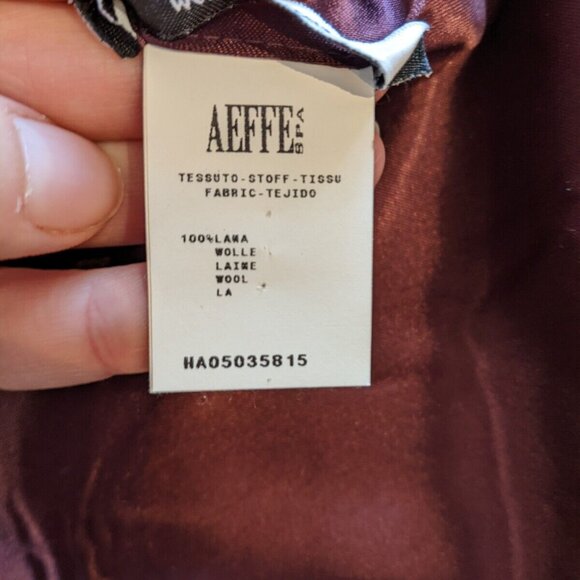 AEFFE SPA
TESSUTO-STOFF-TISSU
FABRIC-TEJIDO
100%LANA
WOLLE
LAINE
WOOL
LA
HA05035815